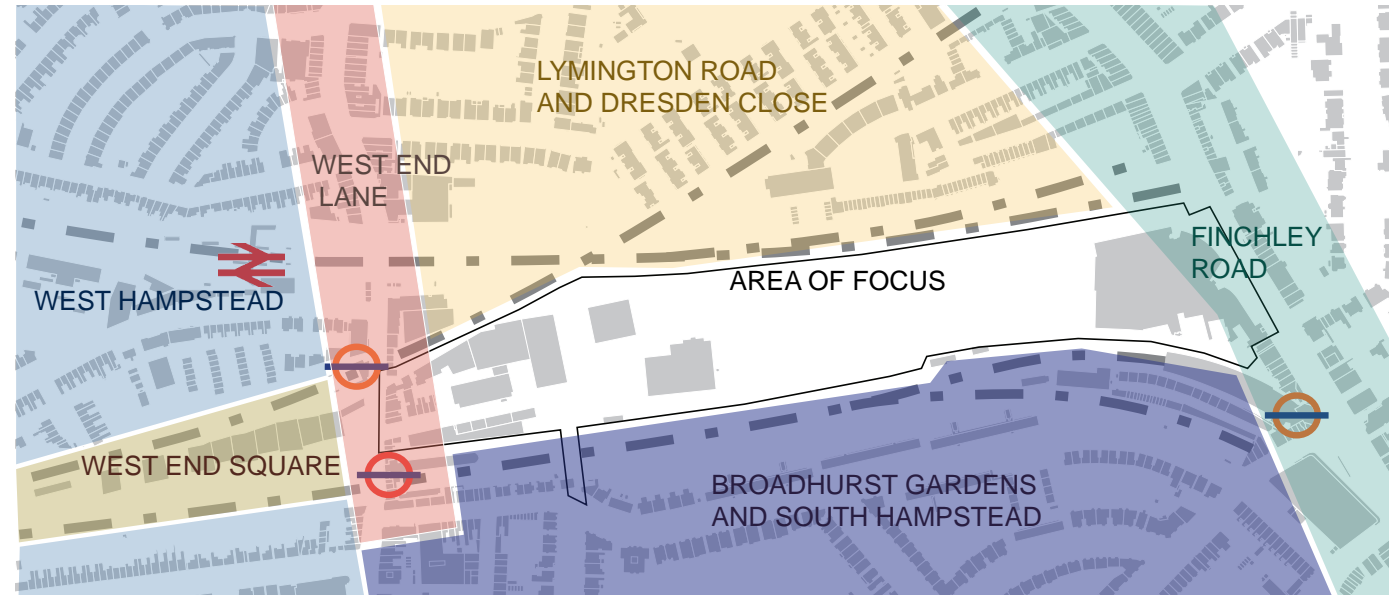 LYMINGTON ROAD
AND DRESDEN CLOSE
WEST END
LANE
FINCHLEY
ROAD
AREA OF FOCUS
WEST HAMPSTEAD
WEST END SQUARE
BROADHURST GARDENS
AND SOUTH HAMPSTEAD